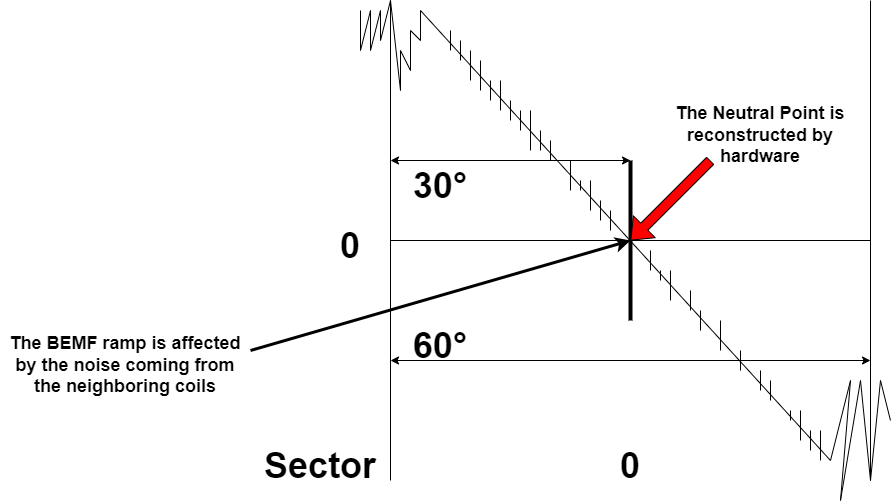 The Neutral Point is
reconstructed by
hardware
30°
0
The BEMF ramp is affected
by the noise coming from
the neighboring coils
60°
Sector
0